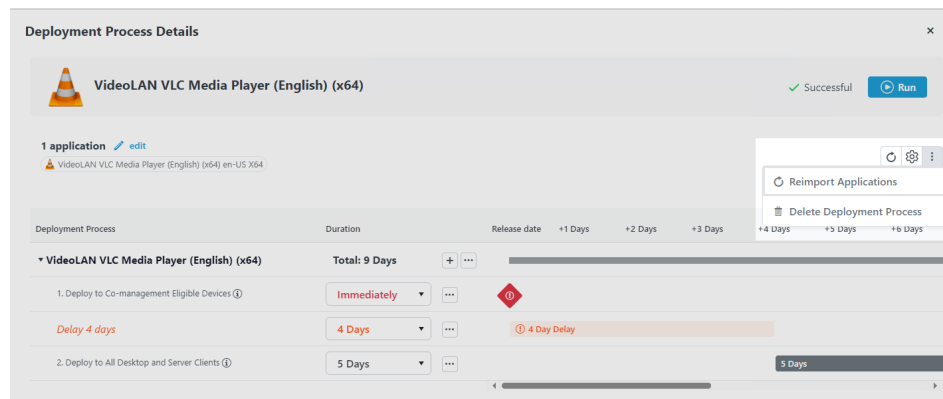 Deployment Process Details
VideoLAN VLC Media Player (English) (x64)
Successful
Run
1 application edit
VideoLAN VLC Media Player (English) (x64) en-US X64
Reimport Applications
Delete Deployment Process
Deployment Process Duration Release date +1 Days +2 Days +3 Days +4 Days +5 Days +6 Days
VideoLAN VLC Media Player (English) (x64) Total: 9 Days
1. Deploy to Co-management Eligible Devices Immediately
Delay 4 days 4 Days 4 Day Delay
2. Deploy to All Desktop and Server Clients 5 Days 5 Days